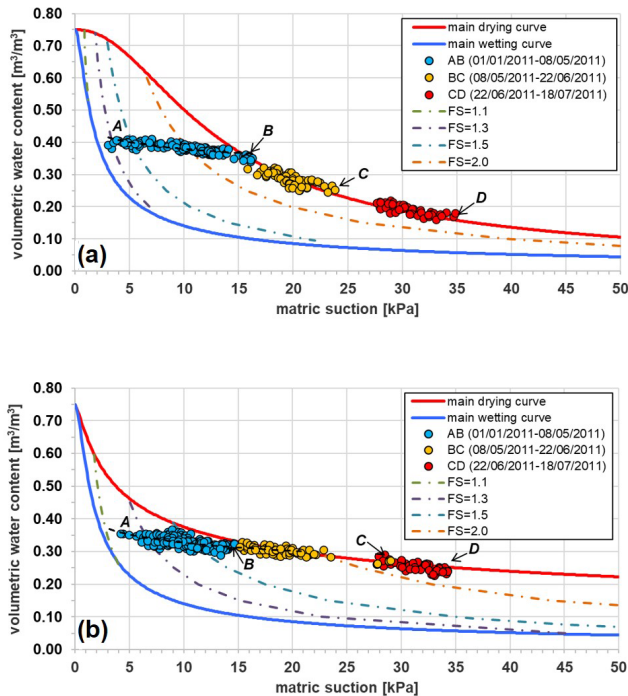 0.80
0.70
0.60
0.50
0.40
0.30
0.20
0.10
0.00
volumetric water content [m³/m³]
main drying curve
main wetting curve
AB (01/01/2011-08/05/2011)
BC (08/05/2011-22/06/2011)
CD (22/06/2011-18/07/2011)
FS=1.1
FS=1.3
FS=1.5
FS=2.0
A
B
C
D
(a)
0 5 10 15 20 25 30 35 40 45 50
matric suction [kPa]
0.80
0.70
0.60
0.50
0.40
0.30
0.20
0.10
0.00
volumetric water content [m³/m³]
main drying curve
main wetting curve
AB (01/01/2011-08/05/2011)
BC (08/05/2011-22/06/2011)
CD (22/06/2011-18/07/2011)
FS=1.1
FS=1.3
FS=1.5
FS=2.0
A
B
C
D
(b)
0 5 10 15 20 25 30 35 40 45 50
matric suction [kPa]